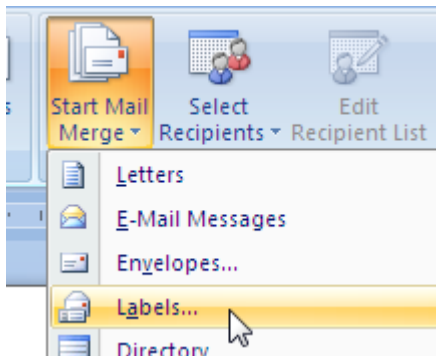 Start Mail Merge
Select Recipients
Edit Recipient List
Letters
E-Mail Messages
Envelopes...
Labels...
Directory